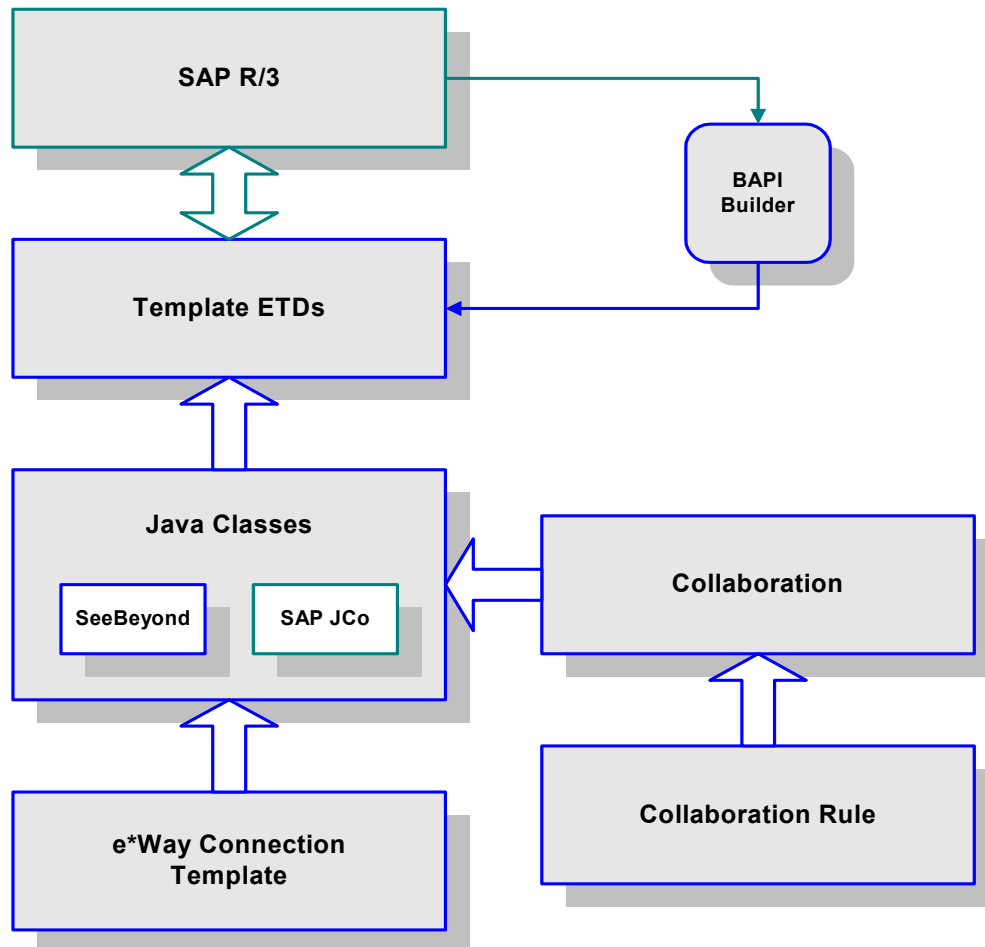 SAP R/3
BAPI
Builder
Template ETDs
Java Classes
SeeBeyond
SAP JCo
Collaboration
e*Way Connection
Template
Collaboration Rule